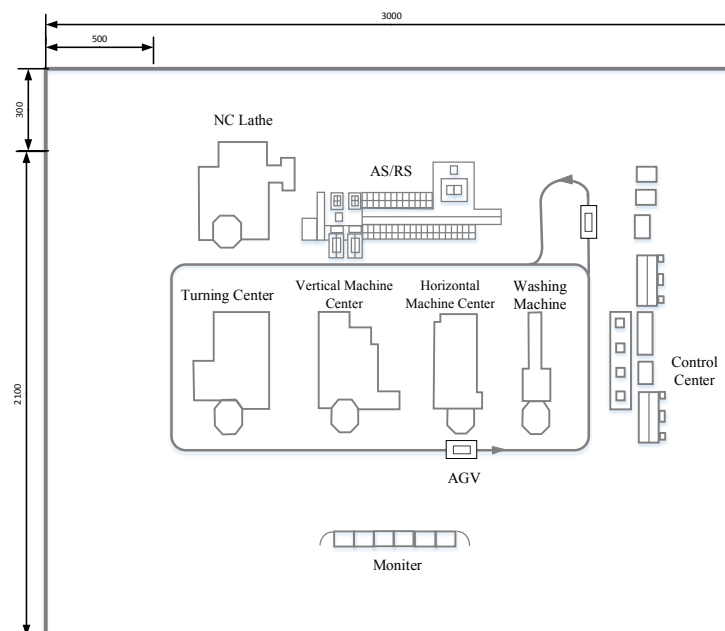 3000
500
300
NC Lathe
AS/RS
Turning Center
Vertical Machine
Center
Horizontal
Machine Center
Washing
Machine
2100
Control
Center
AGV
Moniter